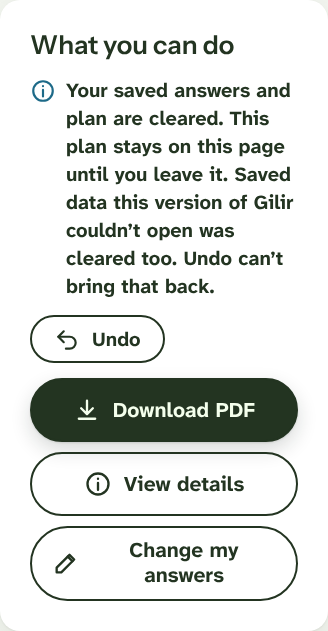 What you can do
Your saved answers and
plan are cleared. This
plan stays on this page
until you leave it. Saved
data this version of Gilir
couldn’t open was
cleared too. Undo can’t
bring that back.
Undo
Download PDF
View details
Change my
answers